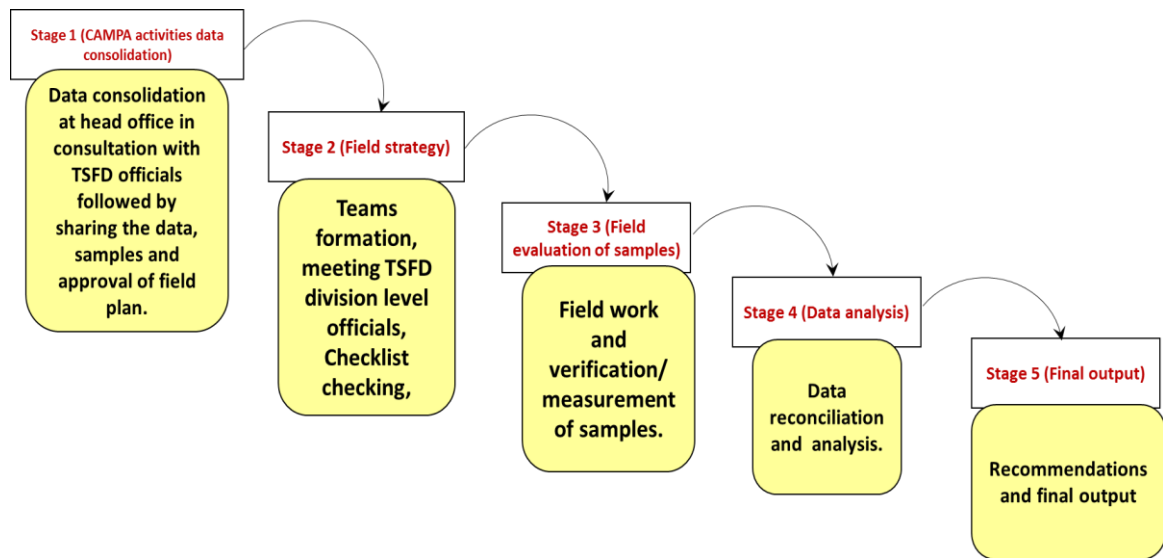 Stage 1 (CAMPA activities data
consolidation)
Data consolidation
at head office in
consultation with
TSFD officials
followed by
sharing the data,
samples and
approval of field
plan.
Stage 2 (Field strategy)
Teams
formation,
meeting TSFD
division level
officials,
Checklist
checking,
Stage 3 (Field
evaluation of samples)
Field work
and
verification/
measurement
of samples.
Stage 4 (Data analysis)
Data
reconciliation
and analysis.
Stage 5 (Final output)
Recommendations
and final output